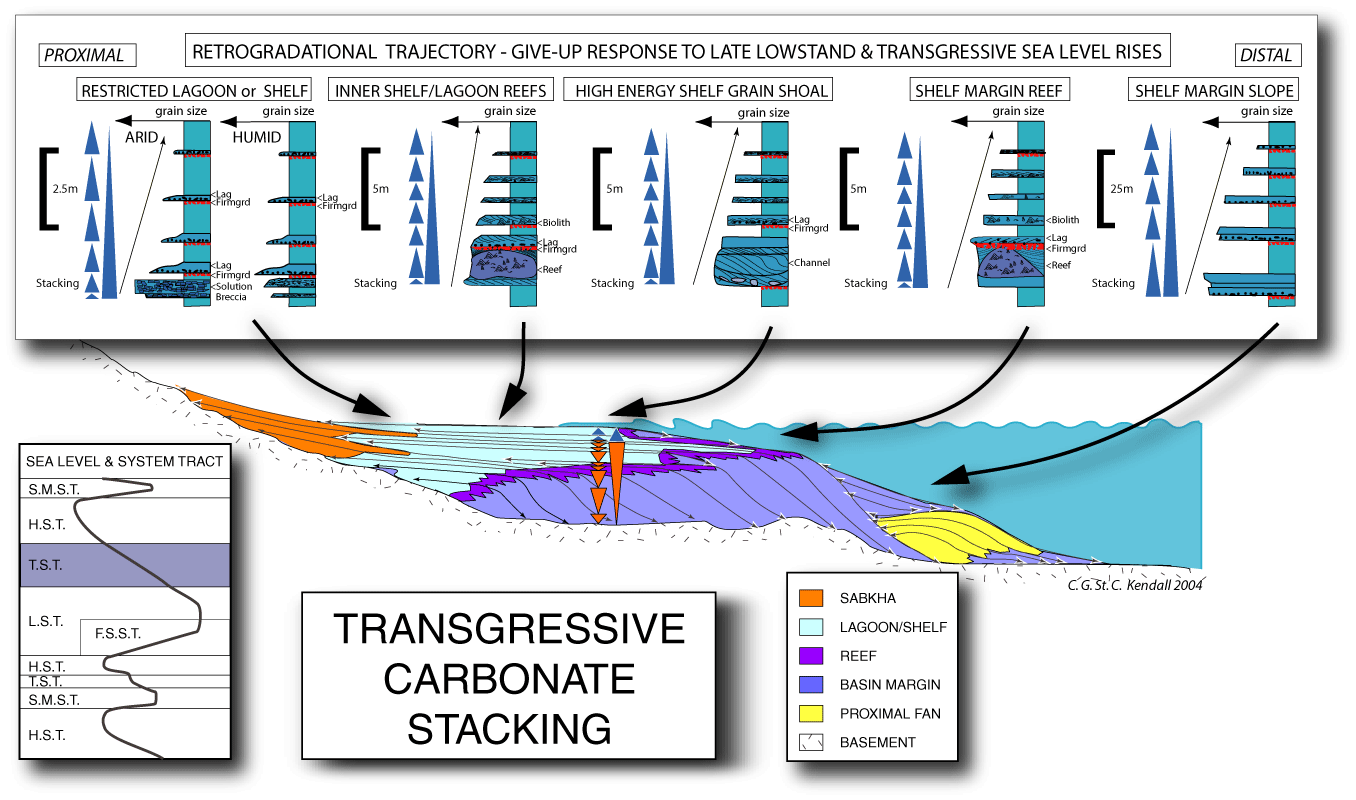 RETROGRADATIONAL TRAJECTORY - GIVE-UP RESPONSE TO LATE LOWSTAND & TRANSGRESSIVE SEA LEVEL RISES
PROXIMAL
DISTAL
RESTRICTED LAGOON or SHELF
grain size
ARID
HUMID
2.5m
<Lag
<Firmgrd
<Lag
<Firmgrd
<Lag
<Firmgrd
<Solution
Breccia
Stacking
INNER SHELF/LAGOON REEFS
grain size
5m
<Biolith
<Lag
<Firmgrd
<Reef
Stacking
HIGH ENERGY SHELF GRAIN SHOAL
grain size
5m
<Lag
<Firmgrd
<Channel
Stacking
SHELF MARGIN REEF
grain size
5m
<Biolith
<Lag
<Firmgrd
<Reef
Stacking
SHELF MARGIN SLOPE
grain size
25m
Stacking
SEA LEVEL & SYSTEM TRACT
S.M.S.T.
H.S.T.
T.S.T.
L.S.T.
F.S.S.T.
H.S.T.
T.S.T.
S.M.S.T.
H.S.T.
TRANSGRESSIVE
CARBONATE
STACKING
C.G.St.C. Kendall 2004
SABKHA
LAGOON/SHELF
REEF
BASIN MARGIN
PROXIMAL FAN
BASEMENT